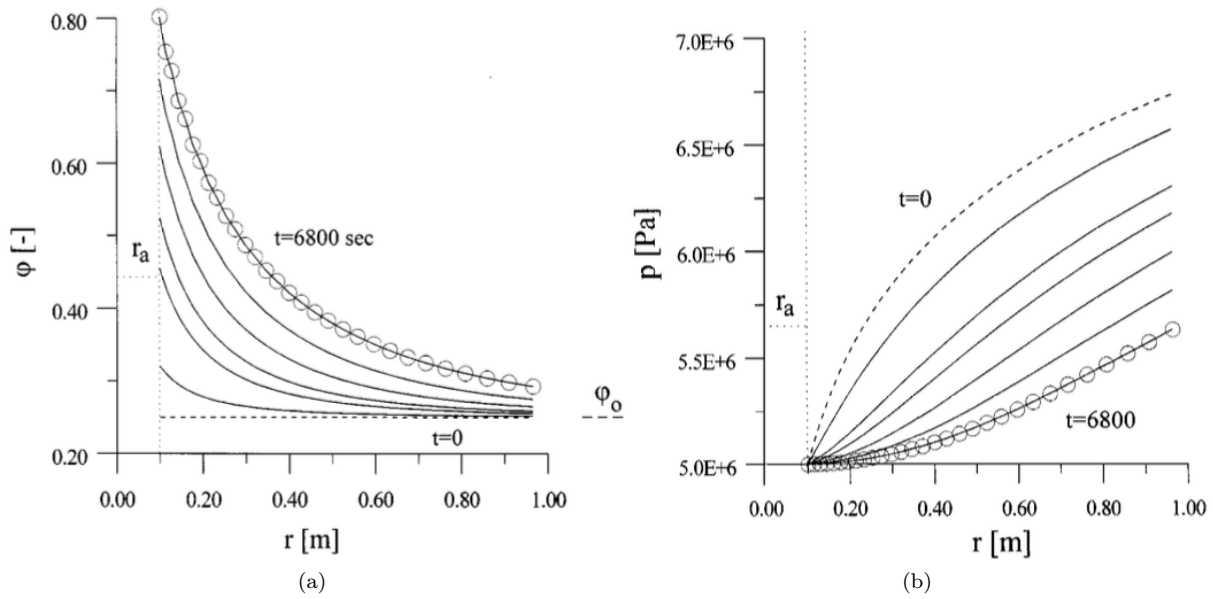 0.80
0.60
0.40
0.20
φ [-]
r_a
t=6800 sec
t=0
φ_o
0.00 0.20 0.40 0.60 0.80 1.00
r [m]
(a)
7.0E+6
6.5E+6
6.0E+6
5.5E+6
5.0E+6
p [Pa]
r_a
t=0
t=6800
0.00 0.20 0.40 0.60 0.80 1.00
r [m]
(b)